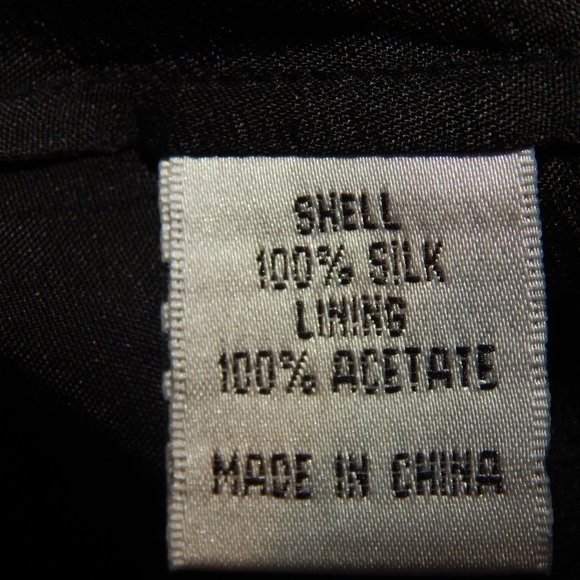 SHELL
100% SILK
LINING
100% ACETATE
MADE IN CHINA